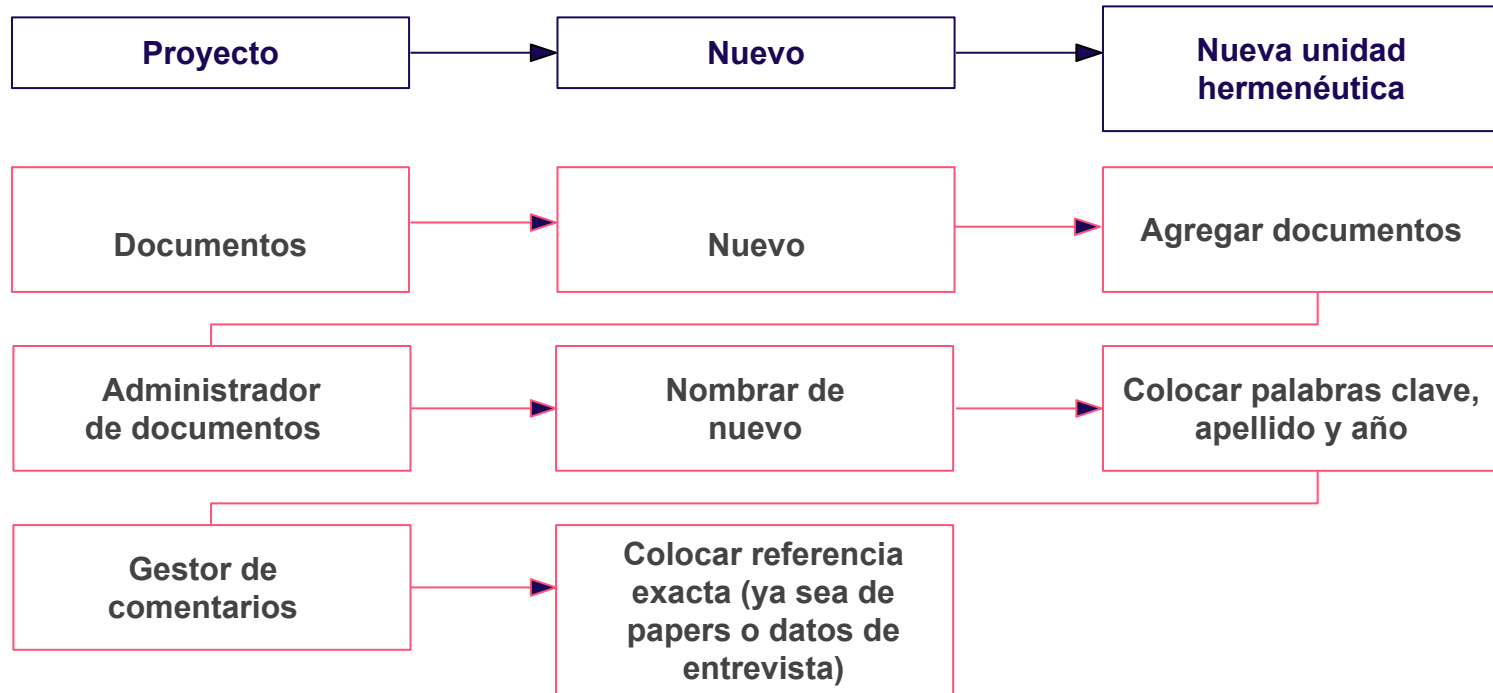 Proyecto
Nuevo
Nueva unidad
hermenéutica
Documentos
Nuevo
Agregar documentos
Administrador
de documentos
Nombrar de
nuevo
Colocar palabras clave,
apellido y año
Gestor de
comentarios
Colocar referencia
exacta (ya sea de
papers o datos de
entrevista)